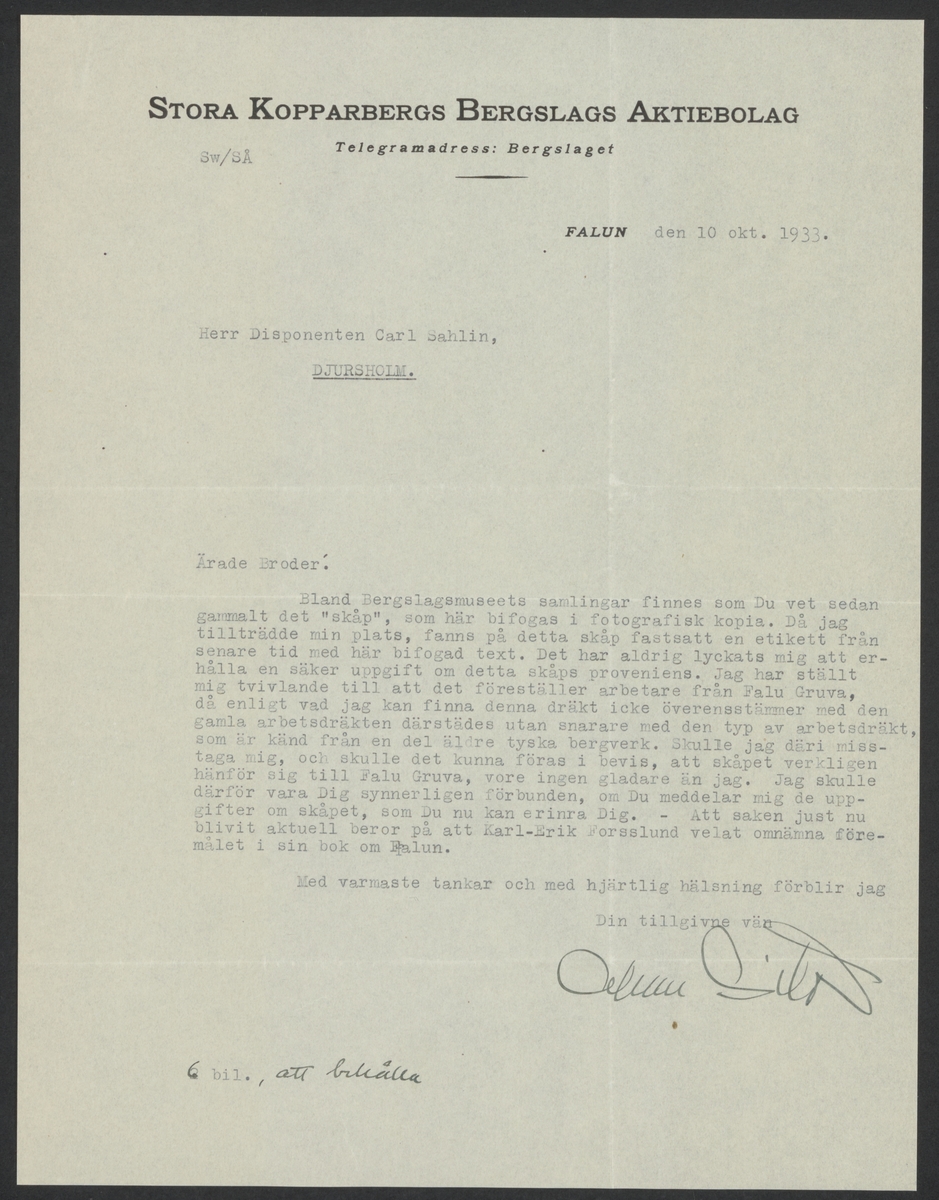 STORA KOPPARBERGS BERGSLAGS AKTIEBOLAG
Telegramadress: Bergslaget
Sw/SÅ
FALUN den 10 okt. 1933.
Herr Disponenten Carl Sahlin,
DJURSHOLM.
Ärade Broder!
Bland Bergslagsmuseets samlingar finnes som Du vet sedan
gammalt det "skåp", som här bifogas i fotografisk kopia. Då jag
tillträdde min plats, fanns på detta skåp fastsatt en etikett från
senare tid med här bifogad text. Det har aldrig lyckats mig att er-
hålla en säker uppgift om detta skåps proveniens. Jag har ställt
mig tvivlande till att det föreställer arbetare från Falu Gruva,
då enligt vad jag kan finna denna dräkt icke överensstämmer med den
gamla arbetsdräkten därstädes utan snarare med den typ av arbetsdräkt,
som är känd från en del äldre tyska bergverk. Skulle jag däri miss-
taga mig, och skulle det kunna föras i bevis, att skåpet verkligen
hänför sig till Falu Gruva, vore ingen gladare än jag. Jag skulle
därför vara Dig synnerligen förbunden, om Du meddelar mig de upp-
gifter om skåpet, som Du nu kan erinra Dig. - Att saken just nu
blivit aktuell beror på att Karl-Erik Forsslund velat omnämna före-
målet i sin bok om Falun.
Med varmaste tankar och med hjärtlig hälsning förblir jag
Din tillgivne vän
6 bil., att behålla